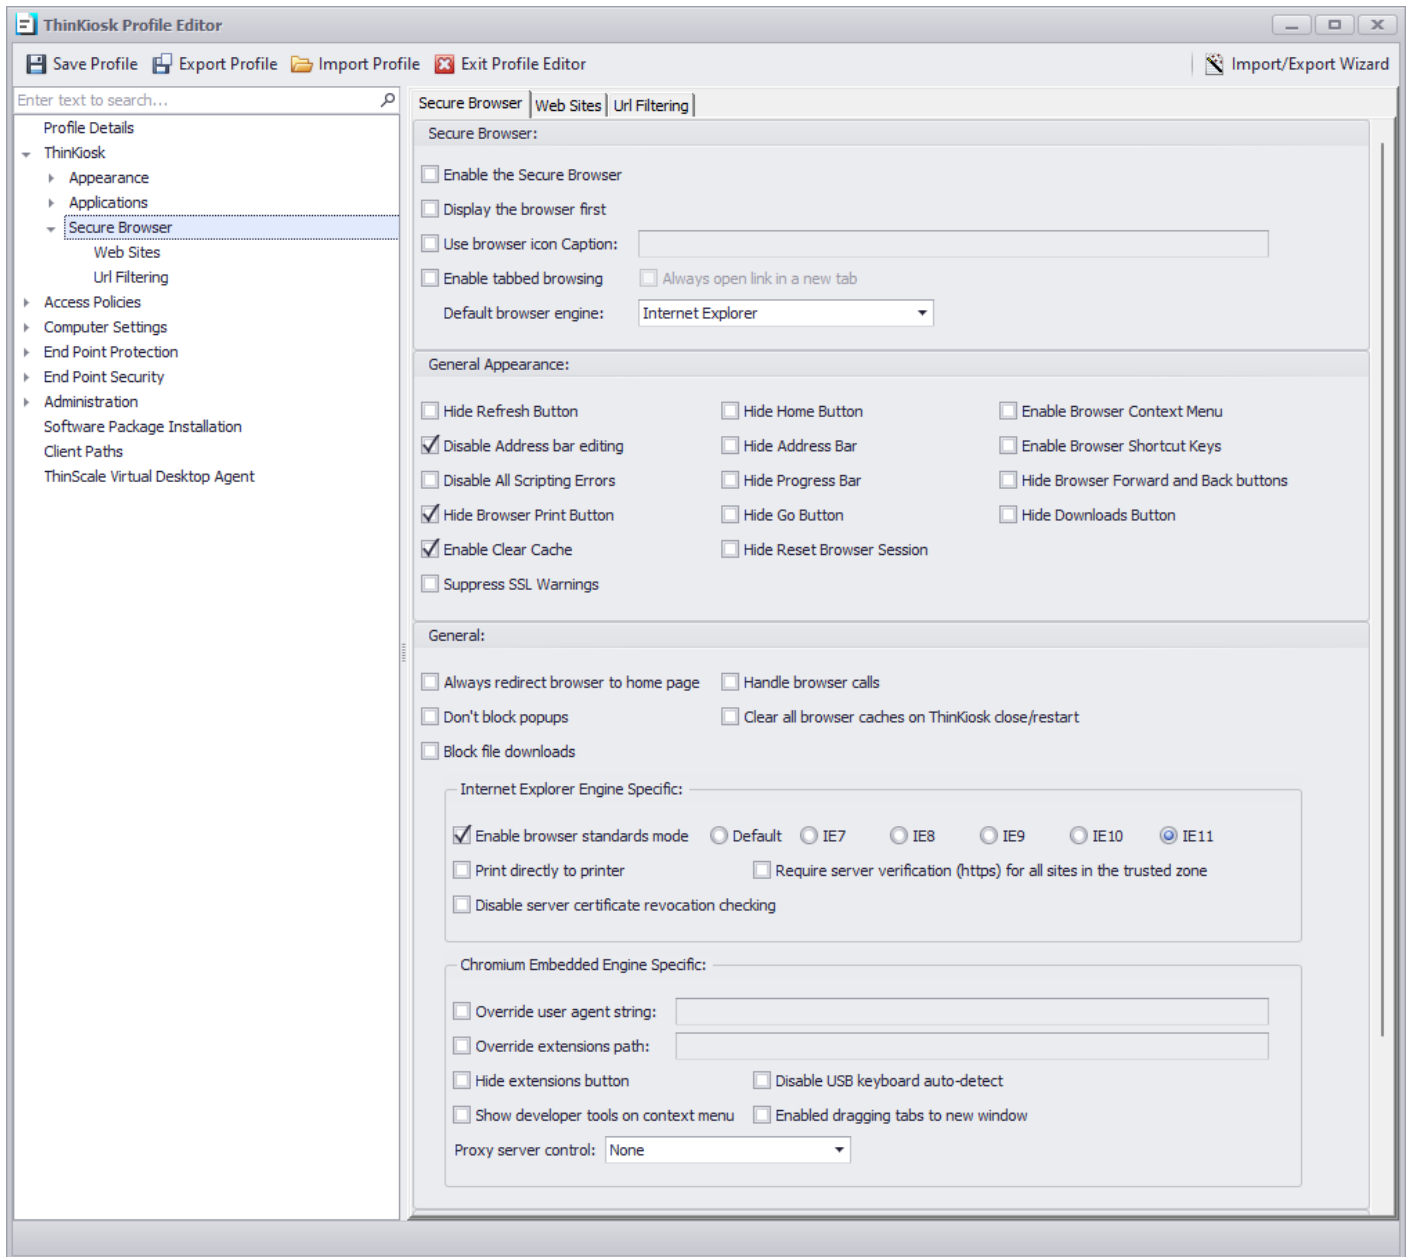 ThinKiosk Profile Editor
Save Profile Export Profile Import Profile Exit Profile Editor Import/Export Wizard
Enter text to search...
Profile Details
ThinKiosk
Appearance
Applications
Secure Browser
Web Sites
Url Filtering
Access Policies
Computer Settings
End Point Protection
End Point Security
Administration
Software Package Installation
Client Paths
ThinScale Virtual Desktop Agent
Secure Browser Web Sites Url Filtering
Secure Browser:
Enable the Secure Browser
Display the browser first
Use browser icon Caption:
Enable tabbed browsing Always open link in a new tab
Default browser engine: Internet Explorer
General Appearance:
Hide Refresh Button Hide Home Button Enable Browser Context Menu
Disable Address bar editing Hide Address Bar Enable Browser Shortcut Keys
Disable All Scripting Errors Hide Progress Bar Hide Browser Forward and Back buttons
Hide Browser Print Button Hide Go Button Hide Downloads Button
Enable Clear Cache Hide Reset Browser Session
Suppress SSL Warnings
General:
Always redirect browser to home page Handle browser calls
Don't block popups Clear all browser caches on ThinKiosk close/restart
Block file downloads
Internet Explorer Engine Specific:
Enable browser standards mode Default IE7 IE8 IE9 IE10 IE11
Print directly to printer Require server verification (https) for all sites in the trusted zone
Disable server certificate revocation checking
Chromium Embedded Engine Specific:
Override user agent string:
Override extensions path:
Hide extensions button Disable USB keyboard auto-detect
Show developer tools on context menu Enabled dragging tabs to new window
Proxy server control: None